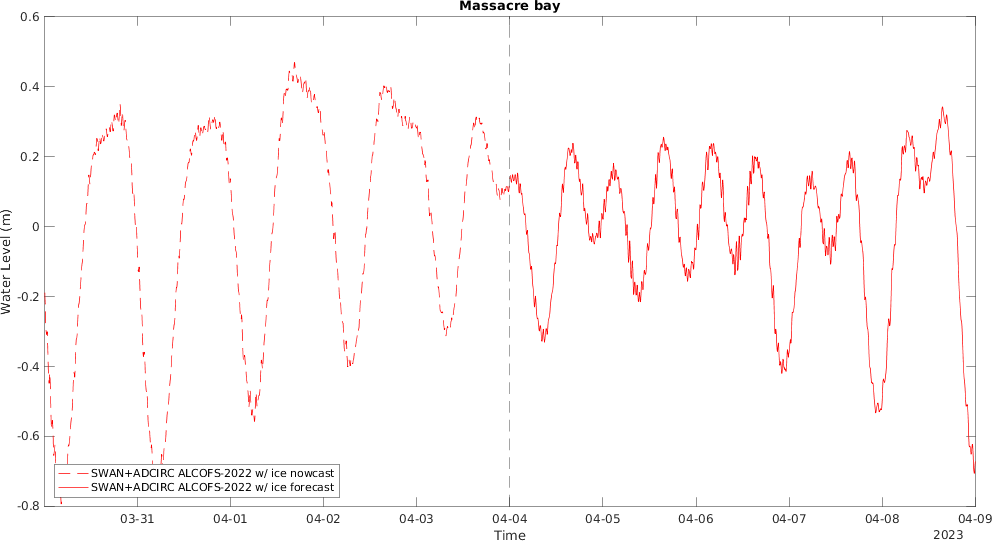 Massacre bay
Water Level (m)
0.6
0.4
0.2
0
-0.2
-0.4
-0.6
-0.8
SWAN+ADCIRC ALCOFS-2022 w/ ice nowcast
SWAN+ADCIRC ALCOFS-2022 w/ ice forecast
03-31 04-01 04-02 04-03 04-04 04-05 04-06 04-07 04-08 04-09
Time
2023